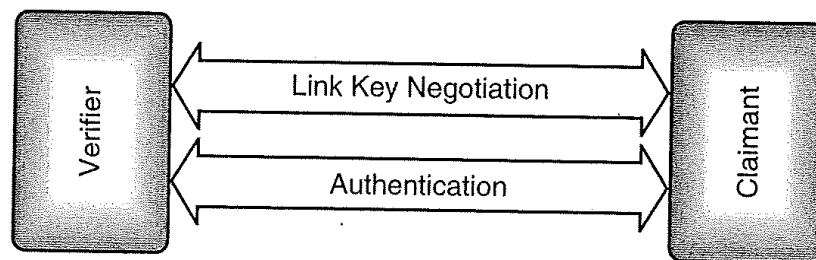 Verifier
Link Key Negotiation
Authentication
Claimant